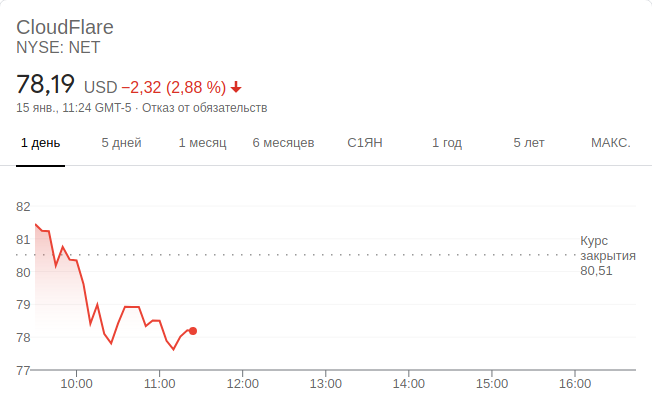 CloudFlare
NYSE: NET
78,19 USD −2,32 (2,88 %)
15 янв., 11:24 GMT-5 · Отказ от обязательств
1 день 5 дней 1 месяц 6 месяцев С1ЯН 1 год 5 лет МАКС.
82
81
80
79
78
77
Курс
закрытия
80,51
10:00 11:00 12:00 13:00 14:00 15:00 16:00